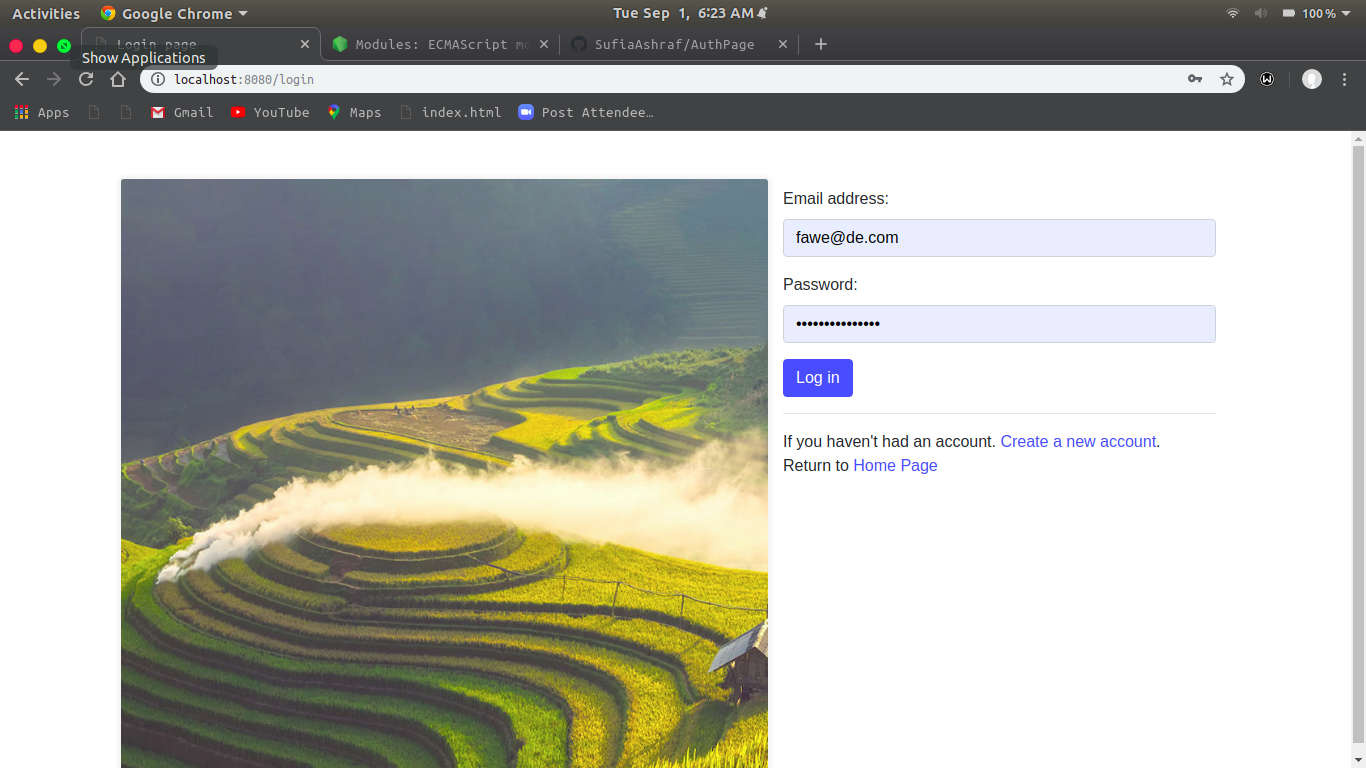 Activities Google Chrome Tue Sep 1, 6:23 AM 100%
Login page Modules: ECMAScript mo SufiaAshraf/AuthPage
Show Applications
localhost:8080/login
Apps Gmail YouTube Maps index.html Post Attendee…
Email address:
fawe@de.com
Password:
•••••••••••••••
Log in
If you haven't had an account. Create a new account.
Return to Home Page